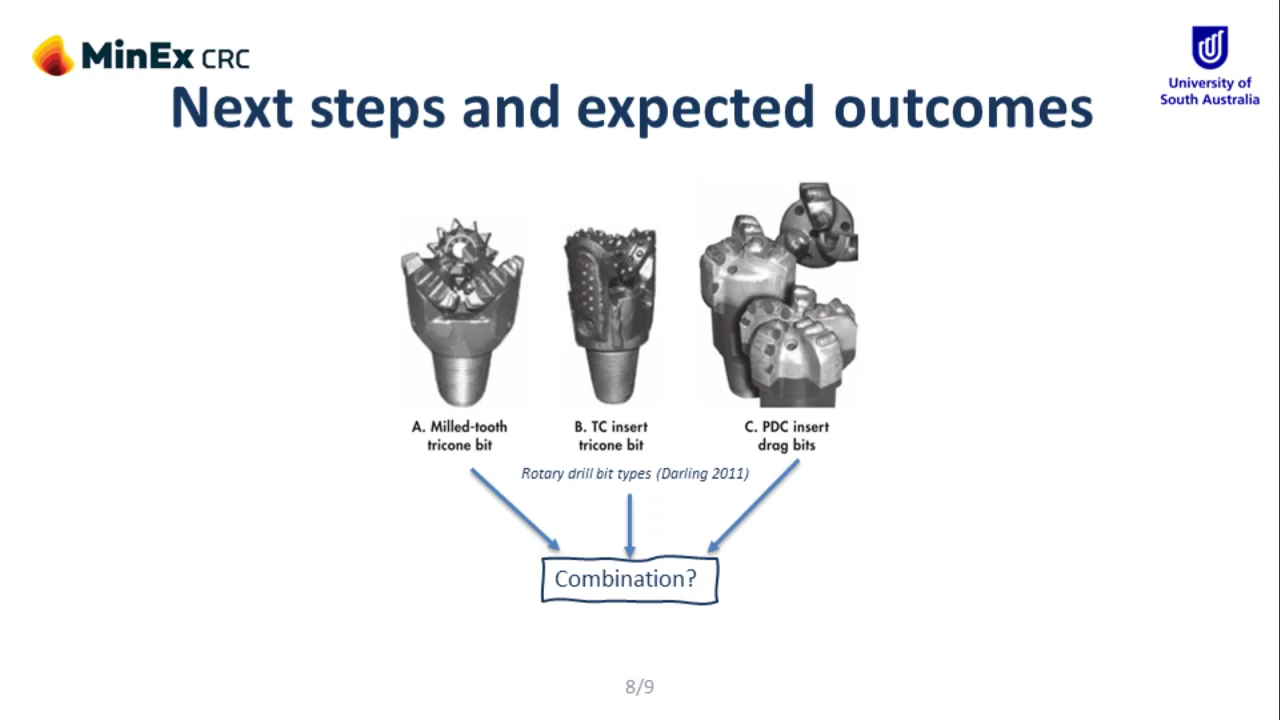 MinEx CRC
University of
South Australia
Next steps and expected outcomes
A. Milled-tooth
tricone bit
B. TC insert
tricone bit
C. PDC insert
drag bits
Rotary drill bit types (Darling 2011)
Combination?
8/9